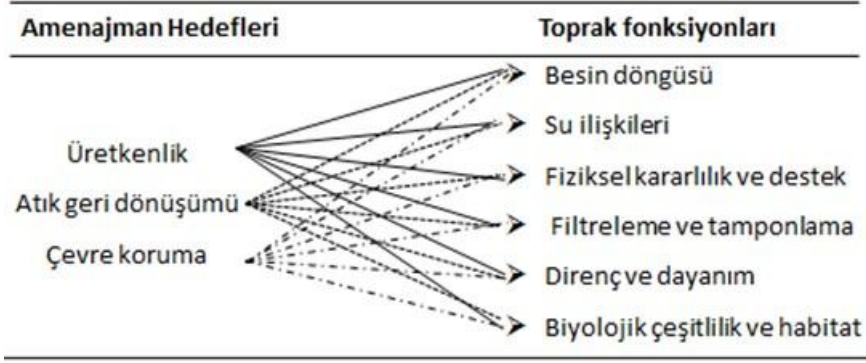 Amenajman Hedefleri
Toprak fonksiyonları
Besin döngüsü
Su ilişkileri
Üretkenlik
Fiziksel kararlılık ve destek
Atık geri dönüşümü
Filtreleme ve tamponlama
Çevre koruma
Direnç ve dayanım
Biyolojik çeşitlilik ve habitat